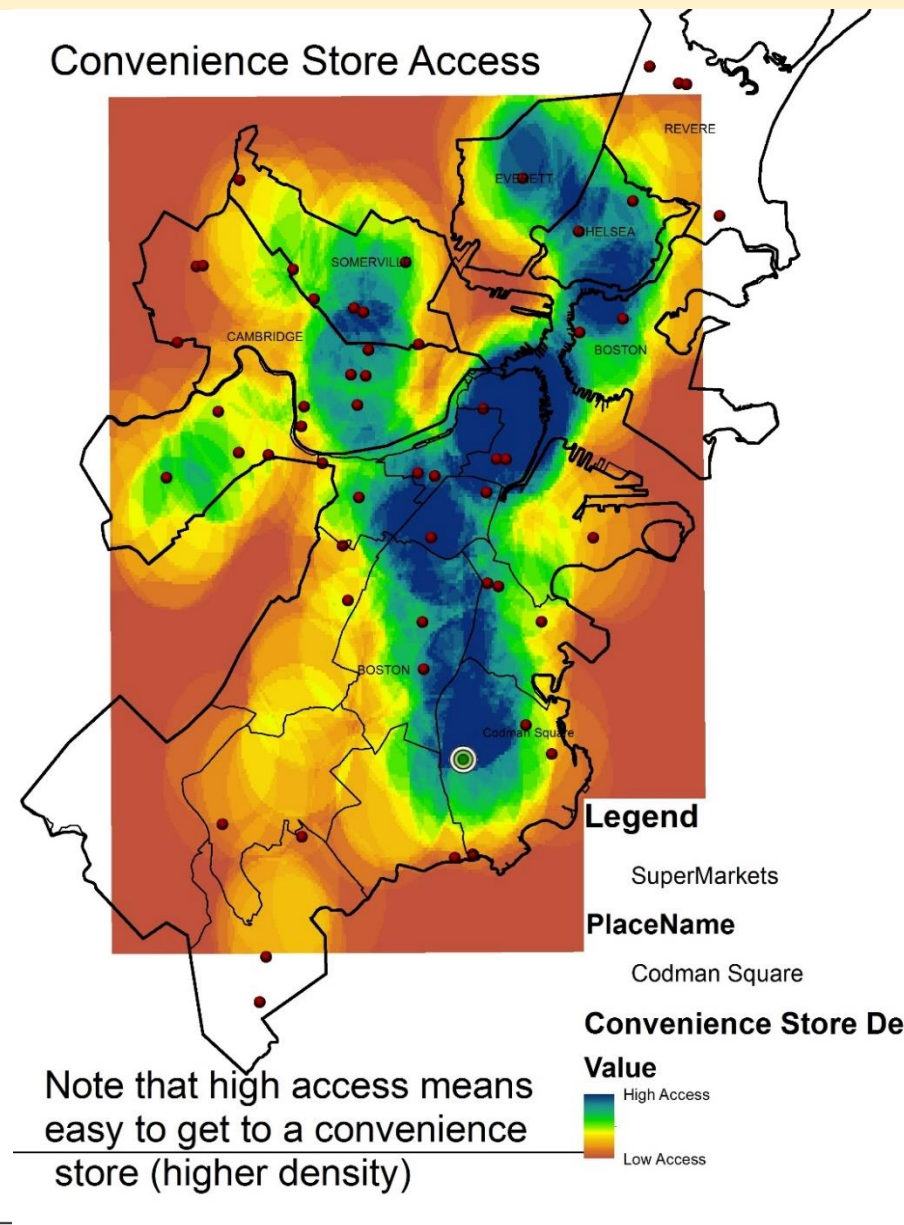 Convenience Store Access
REVERE
EVERETT
HELSEA
SOMERVILLE
CAMBRIDGE
BOSTON
BOSTON
Codman Square
Legend
SuperMarkets
PlaceName
Codman Square
Convenience Store De
Value
High Access
Low Access
Note that high access means
easy to get to a convenience
store (higher density)